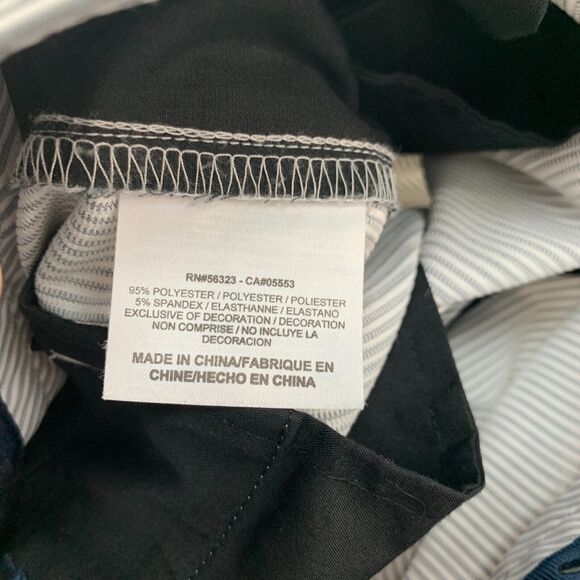 RN#56323 - CA#05553
95% POLYESTER / POLYESTER / POLIESTER
5% SPANDEX / ELASTHANNE / ELASTANO
EXCLUSIVE OF DECORATION / DECORATION
NON COMPRISE / NO INCLUYE LA
DECORACION
MADE IN CHINA/FABRIQUE EN
CHINE/HECHO EN CHINA